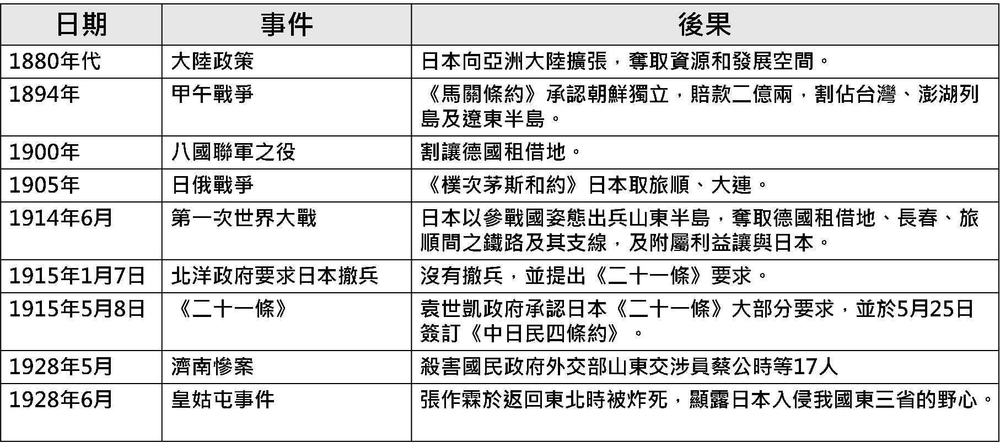 日期 事件 後果
1880年代 大陸政策 日本向亞洲大陸擴張，奪取資源和發展空間。
1894年 甲午戰爭 《馬關條約》承認朝鮮獨立，賠款二億兩，割佔台灣、澎湖列
島及遼東半島。
1900年 八國聯軍之役 割讓德國租借地。
1905年 日俄戰爭 《樸次茅斯和約》日本取旅順、大連。
1914年6月 第一次世界大戰 日本以參戰國姿態出兵山東半島，奪取德國租借地、長春、旅
順間之鐵路及其支線，及附屬利益讓與日本。
1915年1月7日 北洋政府要求日本撤兵 沒有撤兵，並提出《二十一條》要求。
1915年5月8日 《二十一條》 袁世凱政府承認日本《二十一條》大部分要求，並於5月25日
簽訂《中日民四條約》。
1928年5月 濟南慘案 殺害國民政府外交部山東交涉員蔡公時等17人
1928年6月 皇姑屯事件 張作霖於返回東北時被炸死，顯露日本入侵我國東三省的野心。